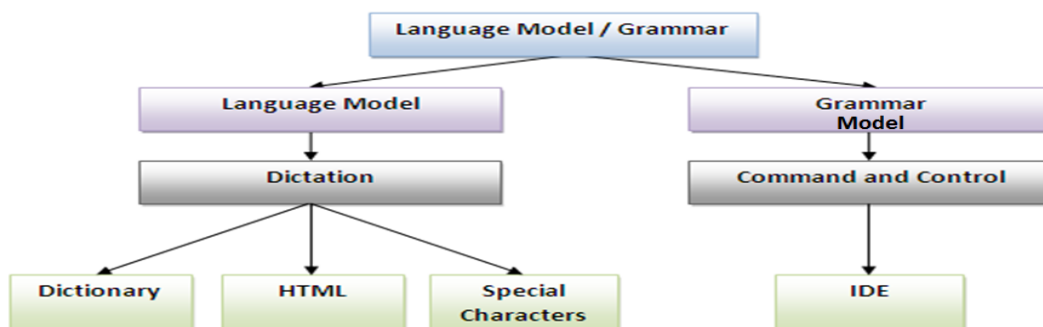 Language Model / Grammar
Language Model
Grammar
Model
Dictation
Command and Control
Dictionary
HTML
Special
Characters
IDE